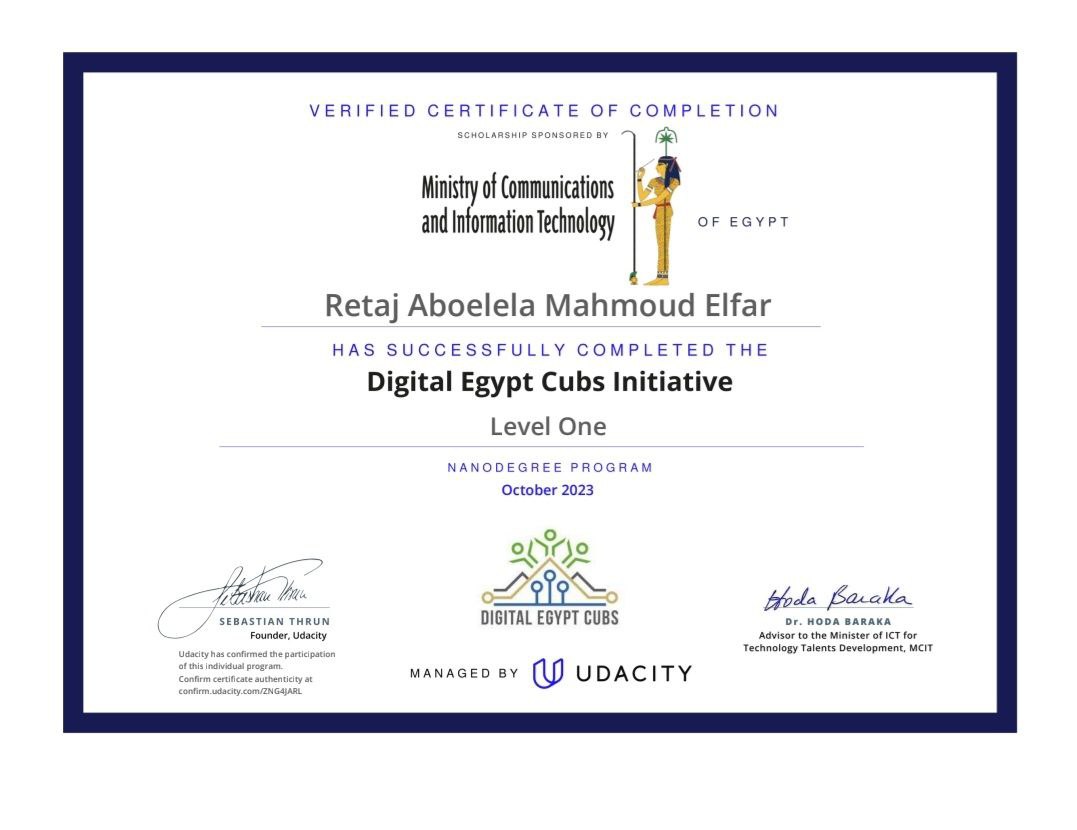 VERIFIED CERTIFICATE OF COMPLETION
SCHOLARSHIP SPONSORED BY
Ministry of Communications
and Information Technology
OF EGYPT
Retaj Aboelela Mahmoud Elfar
HAS SUCCESSFULLY COMPLETED THE
Digital Egypt Cubs Initiative
Level One
NANODEGREE PROGRAM
October 2023
Sebastian Thrun
SEBASTIAN THRUN
Founder, Udacity
Udacity has confirmed the participation
of this individual program.
Confirm certificate authenticity at
confirm.udacity.com/ZNG4JARL
DIGITAL EGYPT CUBS
MANAGED BY UDACITY
Hoda Baraka
Dr. HODA BARAKA
Advisor to the Minister of ICT for
Technology Talents Development, MCIT